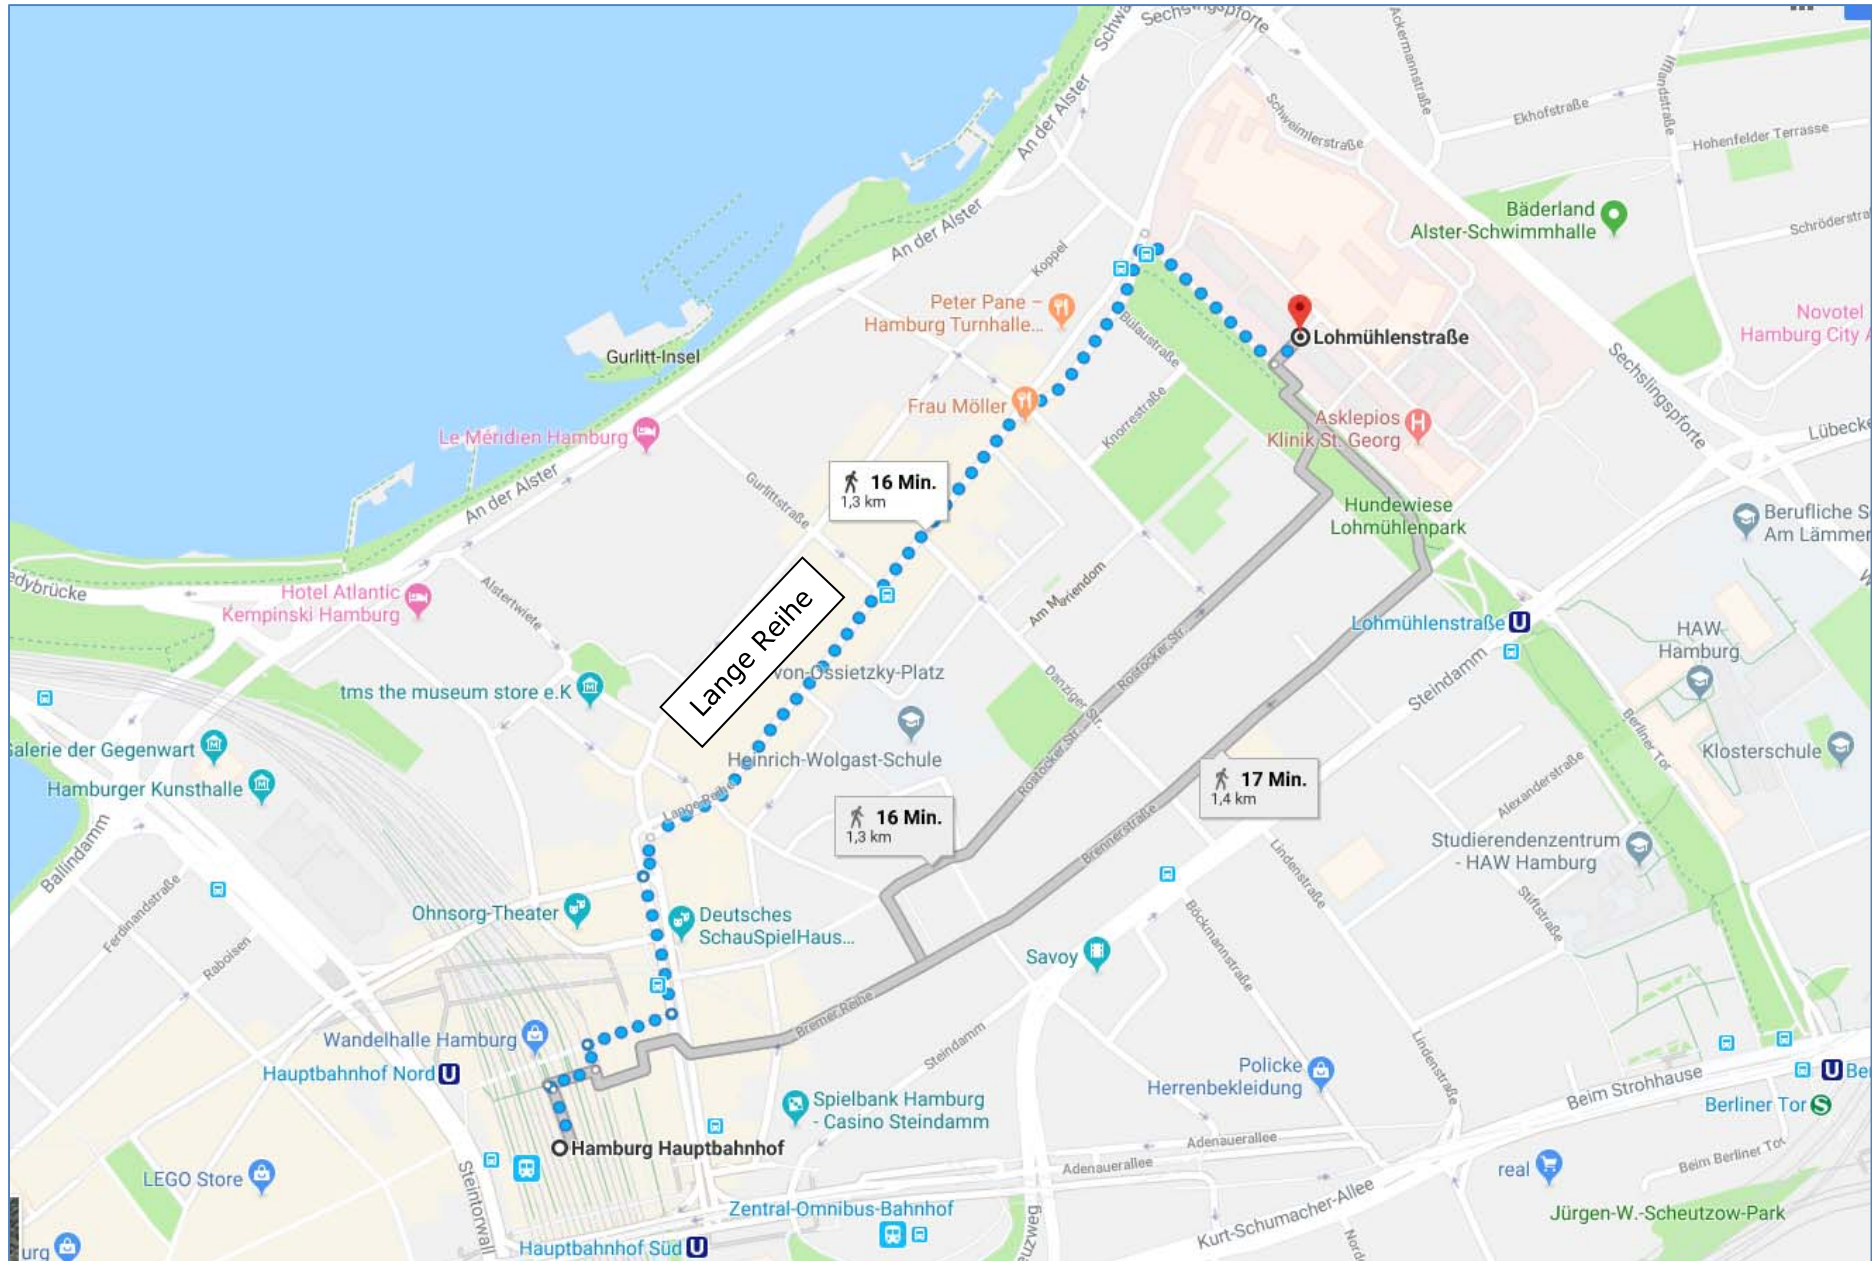 Sechslingspforte
An der Alster
Schweimlerstraße
Ackermannstraße
Ekhofstraße
Ifflandstraße
Hohenfelder Terrasse
An der Alster
Koppel
Bäderland
Alster-Schwimmhalle
Peter Pane –
Hamburg Turnhalle...
Bülaustraße
Lohmühlenstraße
Novotel
Hamburg City
Gurlitt-Insel
Sechslingspforte
Frau Möller
Knorrestraße
Asklepios
Klinik St. Georg
Le Méridien Hamburg
An der Alster
16 Min.
1,3 km
Gurlittstraße
Hundewiese
Lohmühlenpark
Berufliche S
Am Lämmer
Hotel Atlantic
Kempinski Hamburg
Alstertwiete
Lange Reihe
Am Mariendom
Rostocker Str.
Lohmühlenstraße U
HAW
Hamburg
Steindamm
von-Ossietzky-Platz
tms the museum store e.K
Danziger Str.
Berliner Tor
Galerie der Gegenwart
Hamburger Kunsthalle
Heinrich-Wolgast-Schule
Rostocker Str.
Klosterschule
Lange Reihe
16 Min.
1,3 km
17 Min.
1,4 km
Alexanderstraße
Brennerstraße
Lindenstraße
Studierendenzentrum
- HAW Hamburg
Ballindamm
Ferdinandstraße
Raboisen
Ohnsorg-Theater
Deutsches
SchauSpielHaus...
Böckmannstraße
Stiftstraße
Savoy
Bremer Reihe
Steindamm
Wandelhalle Hamburg
Hauptbahnhof Nord U
Policke
Herrenbekleidung
Lindenstraße
Beim Strohhause
U Be
Berliner Tor S
Spielbank Hamburg
- Casino Steindamm
Hamburg Hauptbahnhof
Adenauerallee
Adenauerallee
Beim Berliner Tor
LEGO Store
Steintorwall
real
Zentral-Omnibus-Bahnhof
Kurt-Schumacher-Allee
Jürgen-W.-Scheutzow-Park
Hauptbahnhof Süd U